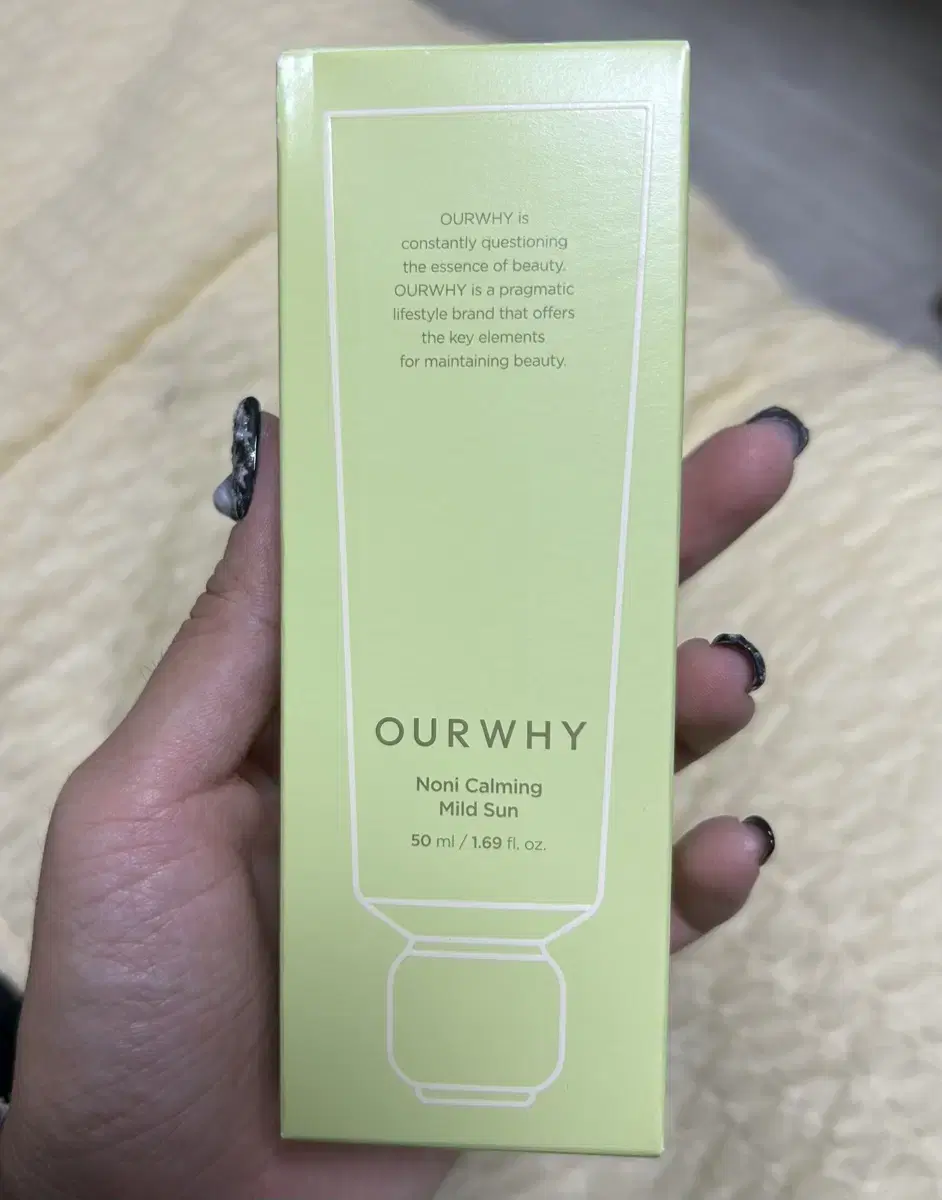 OURWHY is
constantly questioning
the essence of beauty.
OURWHY is a pragmatic
lifestyle brand that offers
the key elements
for maintaining beauty.
OURWHY
Noni Calming
Mild Sun
50 ml / 1.69 fl. oz.